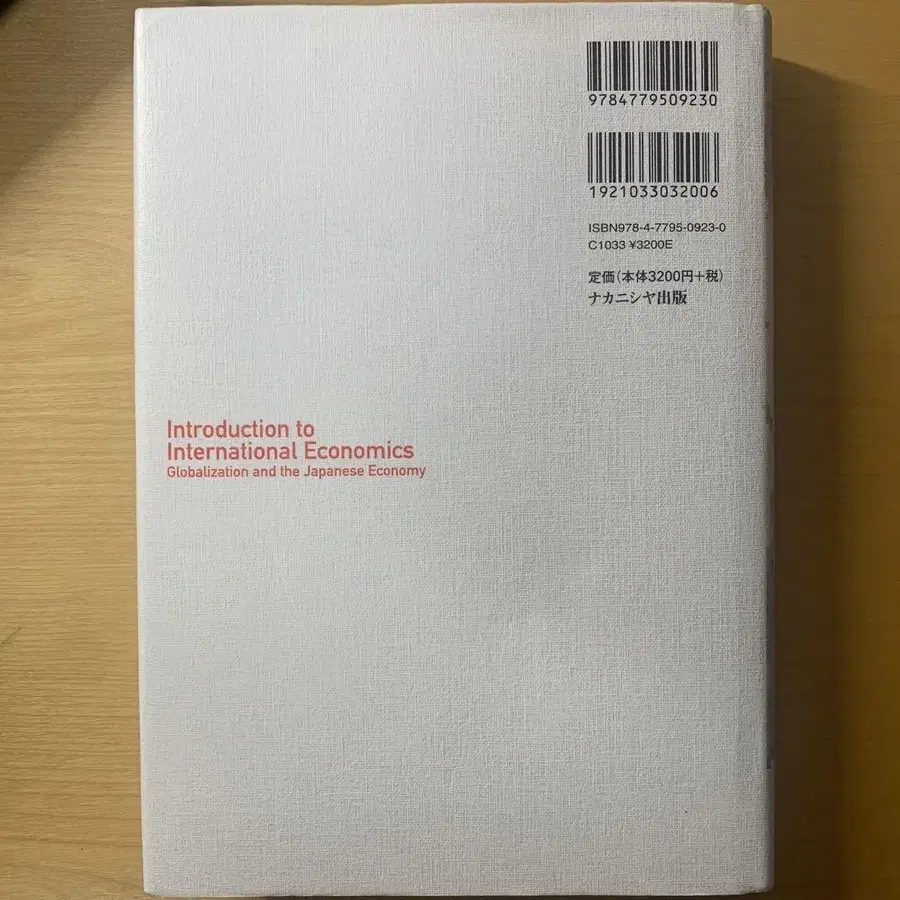 9784779509230
1921033032006
ISBN978-4-7795-0923-0
C1033 ¥3200E
定価(本体3200円+税)
ナカニシヤ出版
Introduction to
International Economics
Globalization and the Japanese Economy